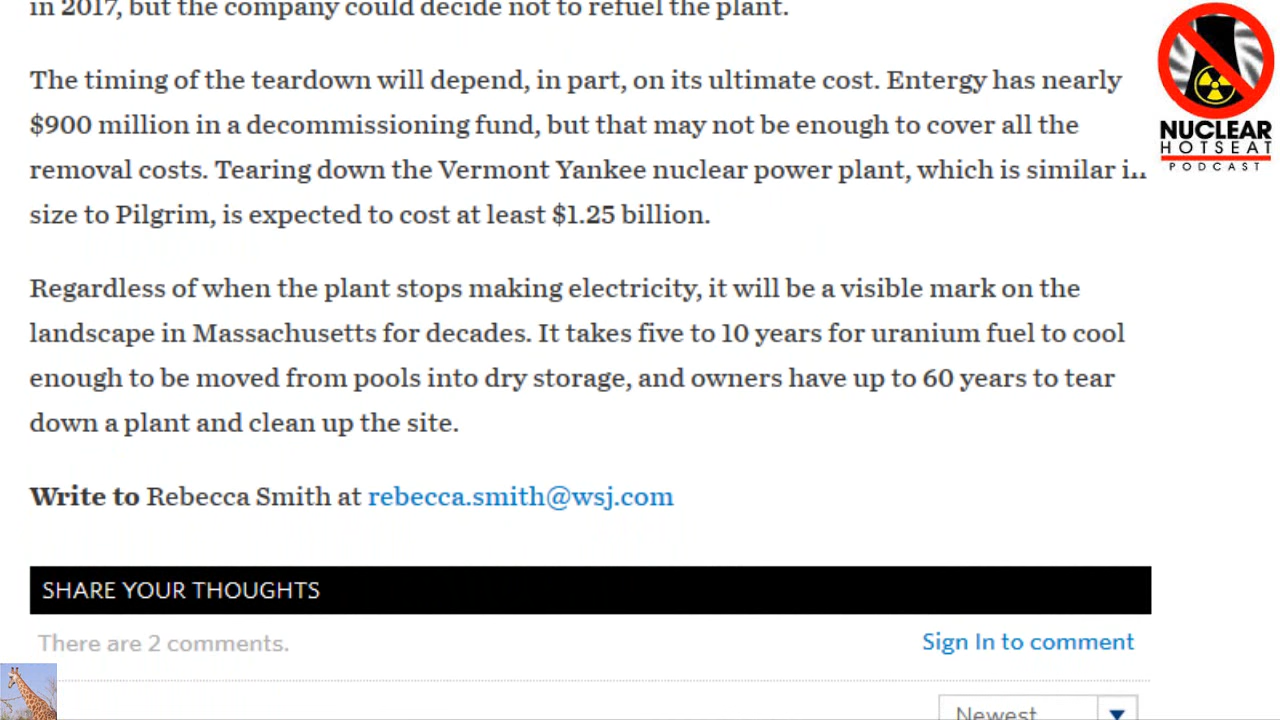 in 2017, but the company could decide not to refuel the plant.
The timing of the teardown will depend, in part, on its ultimate cost. Entergy has nearly
$900 million in a decommissioning fund, but that may not be enough to cover all the
removal costs. Tearing down the Vermont Yankee nuclear power plant, which is similar in
size to Pilgrim, is expected to cost at least $1.25 billion.
Regardless of when the plant stops making electricity, it will be a visible mark on the
landscape in Massachusetts for decades. It takes five to 10 years for uranium fuel to cool
enough to be moved from pools into dry storage, and owners have up to 60 years to tear
down a plant and clean up the site.
Write to Rebecca Smith at rebecca.smith@wsj.com
SHARE YOUR THOUGHTS
There are 2 comments.
Sign In to comment
Newest
NUCLEAR
HOTSEAT
PODCAST